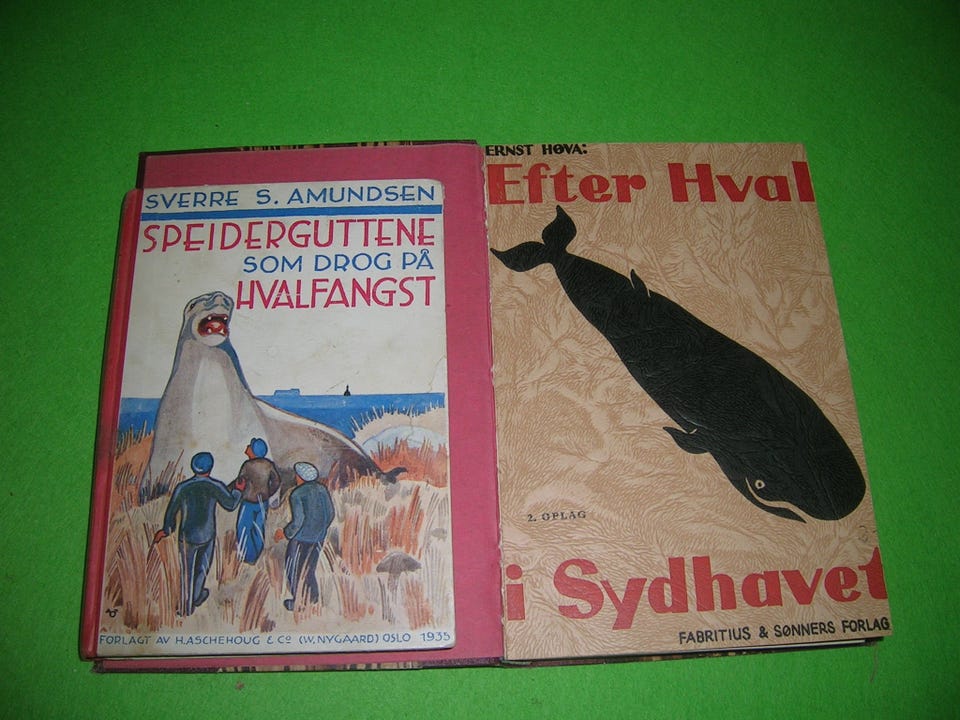 SVERRE S. AMUNDSEN
SPEIDERGUTTENE
SOM DROG PÅ
HVALFANGST
FORLAGT AV H. ASCHEHOUG & Co (W. NYGAARD) OSLO 1935
ERNST HØVA:
Efter Hval
2. OPLAG
i Sydhavet
FABRITIUS & SØNNERS FORLAG